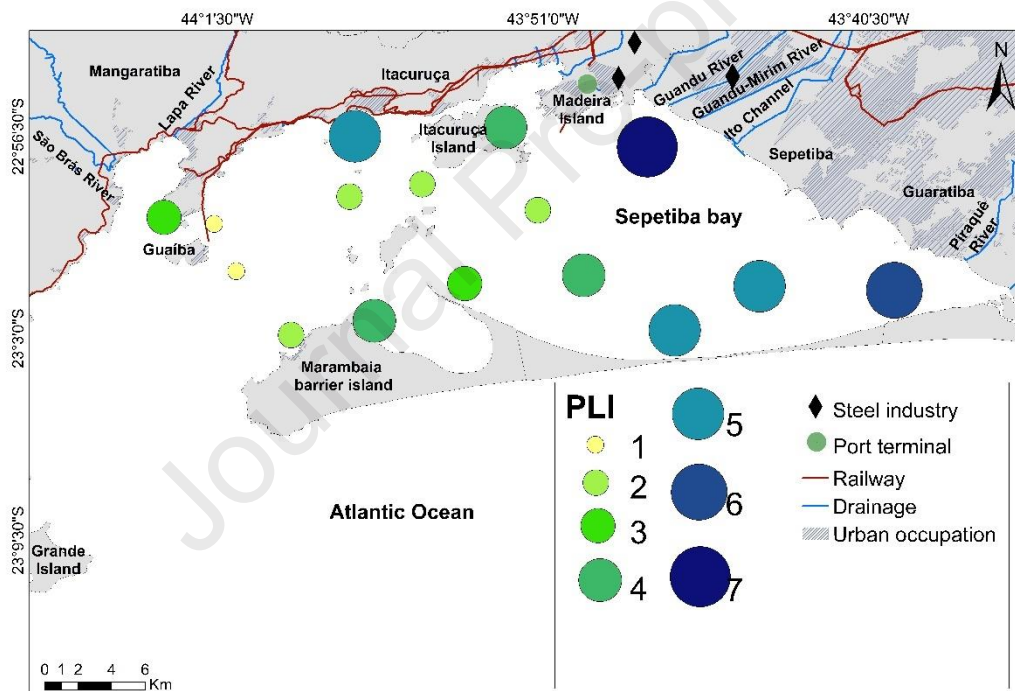 44°1'30"W
43°51'0"W
43°40'30"W
22°56'30"S
23°3'0"S
23°9'30"S
N
Mangaratiba
Lapa River
São Brás River
Itacuruça
Itacuruça
Island
Madeira
Island
Guandu River
Guandu-Mirim River
Ito Channel
Sepetiba
Guaratiba
Piraquê
River
Guaíba
Sepetiba bay
Marambaia
barrier island
Atlantic Ocean
Grande
Island
PLI
1
2
3
4
5
6
7
Steel industry
Port terminal
Railway
Drainage
Urban occupation
0 1 2 4 6
Km
Journal Pre-proof